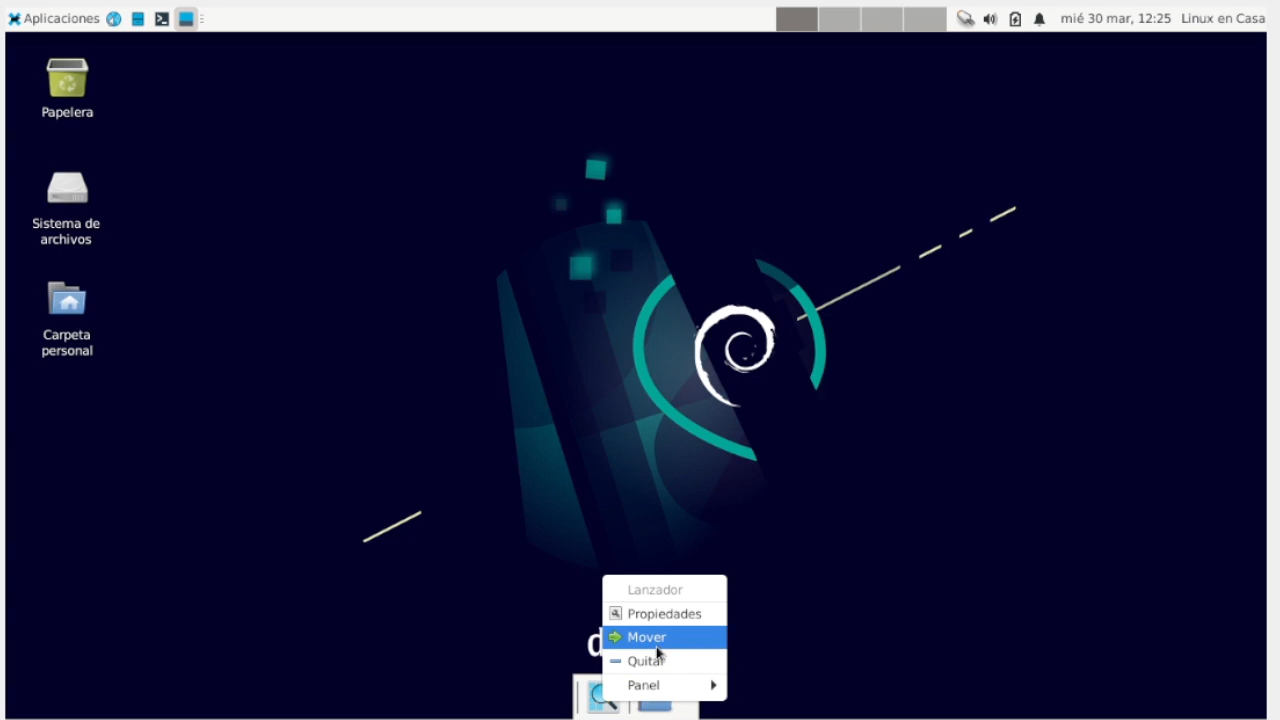 Aplicaciones
mié 30 mar, 12:25
Linux en Casa
Papelera
Sistema de
archivos
Carpeta
personal
Lanzador
Propiedades
Mover
Quitar
Panel
d